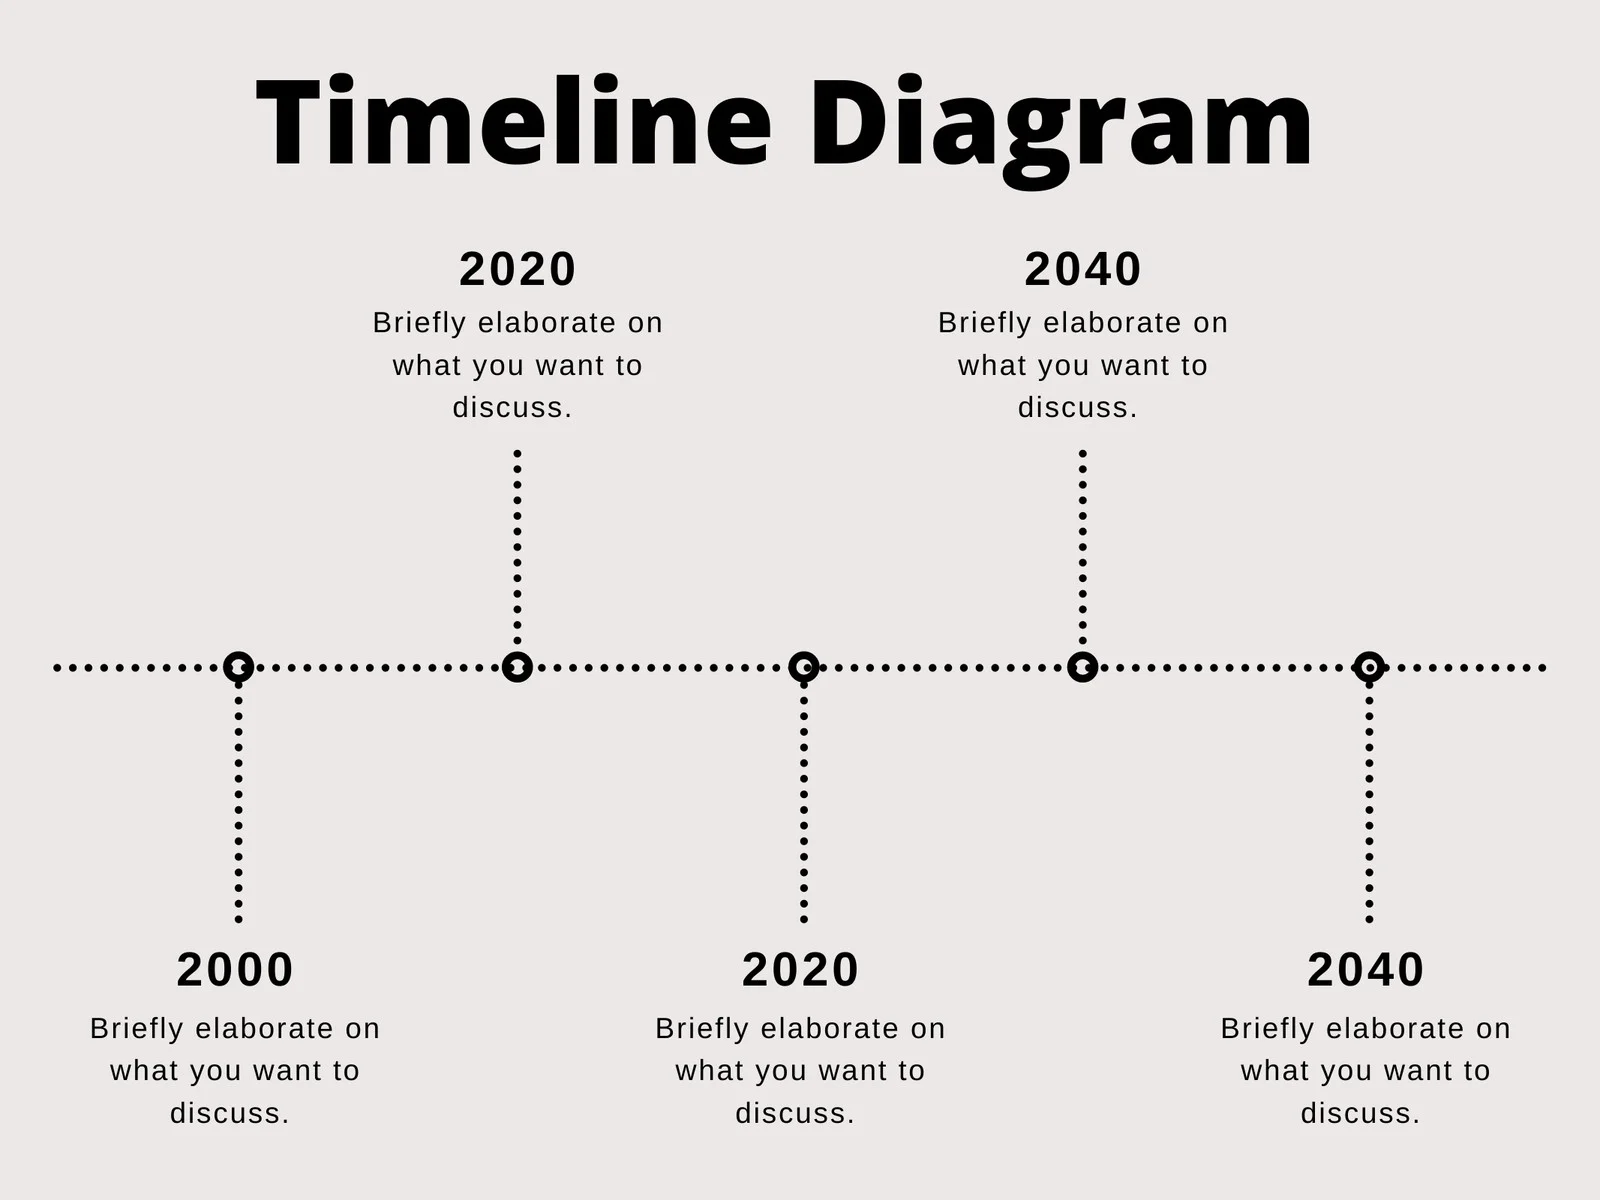 Timeline Diagram
2020
Briefly elaborate on
what you want to
discuss.
2040
Briefly elaborate on
what you want to
discuss.
2000
Briefly elaborate on
what you want to
discuss.
2020
Briefly elaborate on
what you want to
discuss.
2040
Briefly elaborate on
what you want to
discuss.